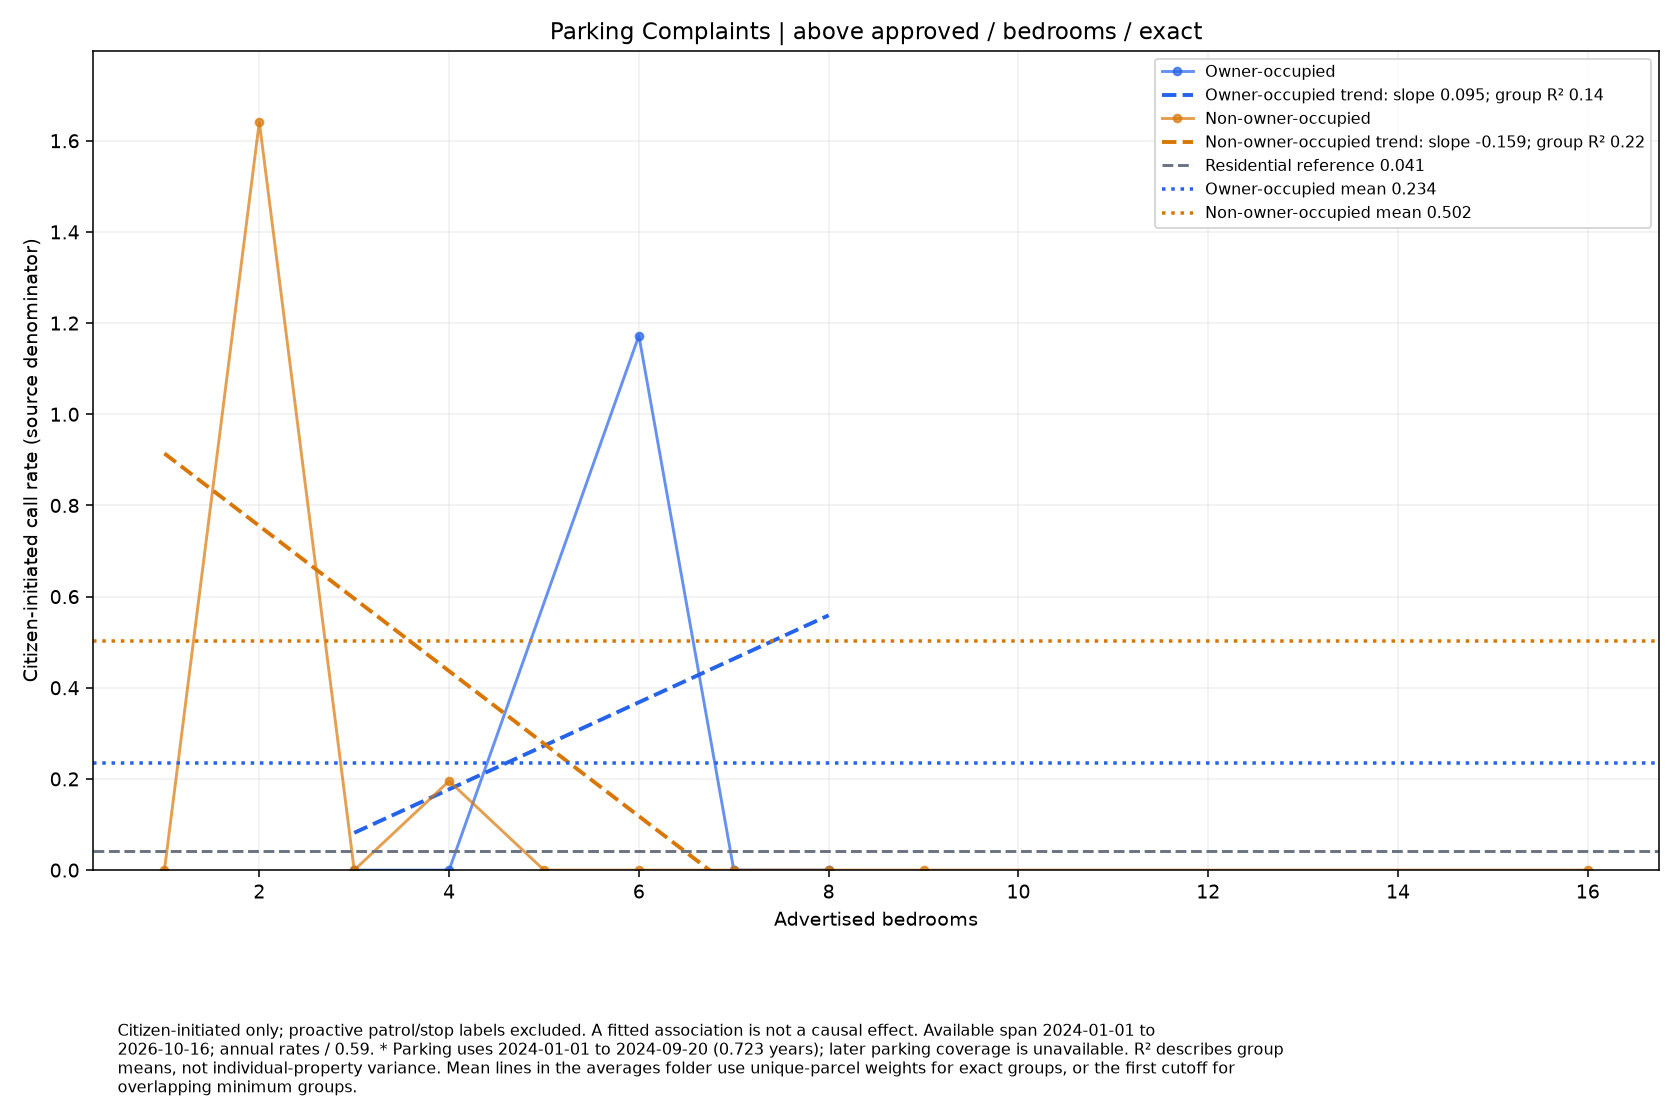 Parking Complaints | above approved / bedrooms / exact
Owner-occupied
Owner-occupied trend: slope 0.095; group R² 0.14
Non-owner-occupied
Non-owner-occupied trend: slope -0.159; group R² 0.22
Residential reference 0.041
Owner-occupied mean 0.234
Non-owner-occupied mean 0.502
Citizen-initiated call rate (source denominator)
1.6
1.4
1.2
1.0
0.8
0.6
0.4
0.2
0.0
2 4 6 8 10 12 14 16
Advertised bedrooms
Citizen-initiated only; proactive patrol/stop labels excluded. A fitted association is not a causal effect. Available span 2024-01-01 to
2026-10-16; annual rates / 0.59. * Parking uses 2024-01-01 to 2024-09-20 (0.723 years); later parking coverage is unavailable. R² describes group
means, not individual-property variance. Mean lines in the averages folder use unique-parcel weights for exact groups, or the first cutoff for
overlapping minimum groups.